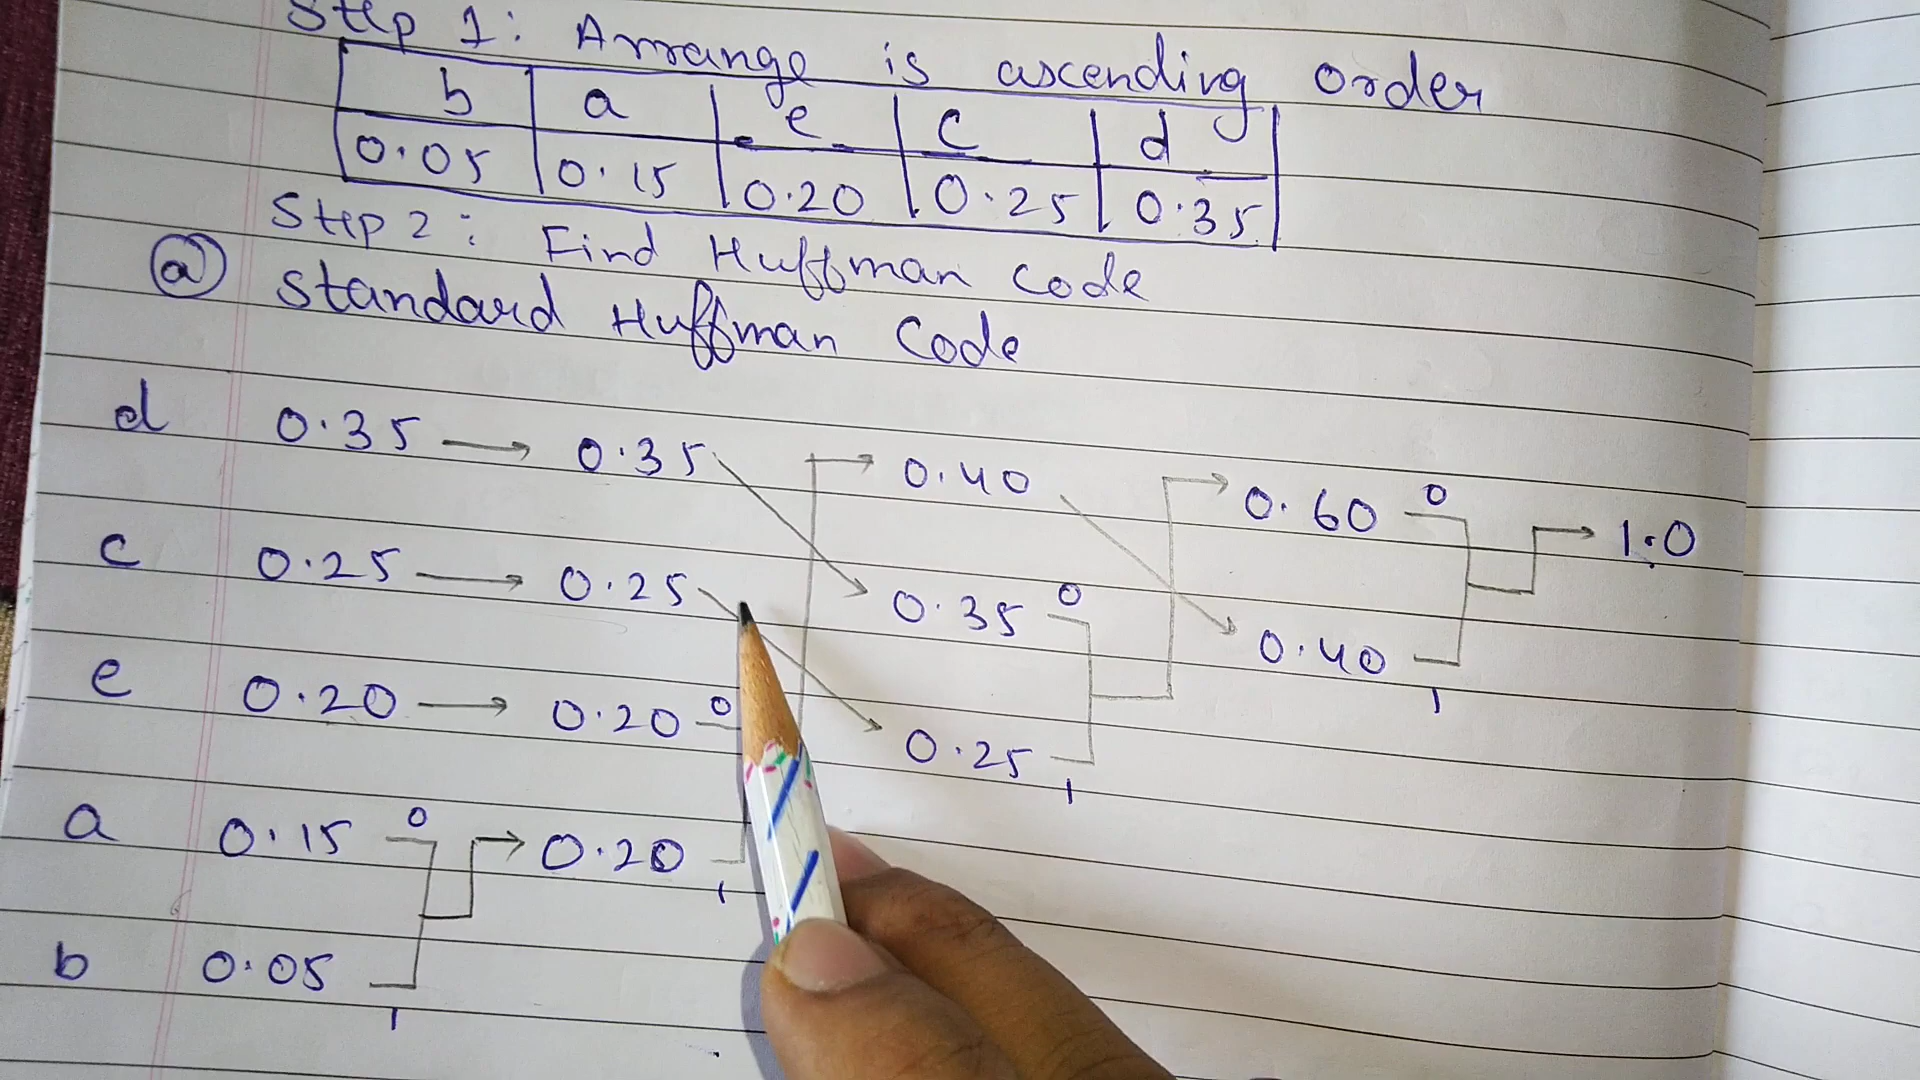 Step 1: Arrange is ascending order
b a e c d
0.05 0.15 0.20 0.25 0.35
Step 2: Find Huffman Code
(a) Standard Huffman Code
d 0.35 → 0.35 → 0.40 → 0.60 0 → 1.0
c 0.25 → 0.25 → 0.35 0 → 0.40 1
e 0.20 → 0.20 0 → 0.25 1
a 0.15 0 → 0.20 1
b 0.05 1